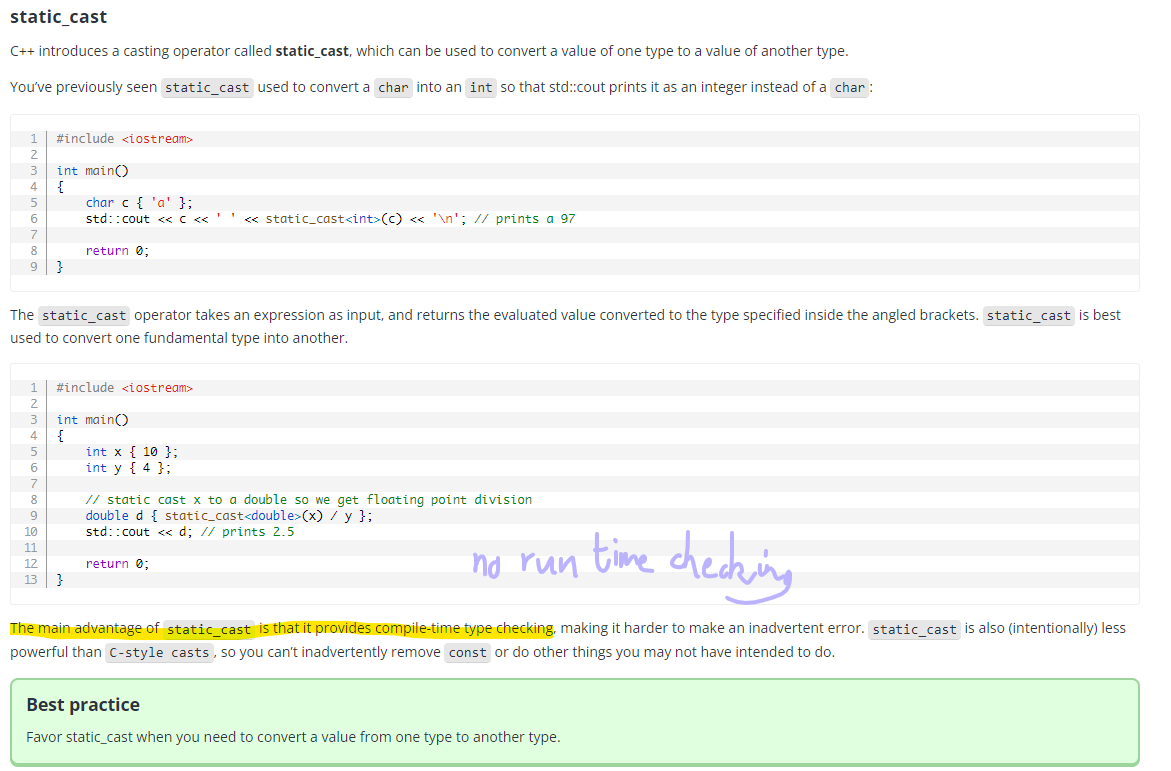 static_cast
C++ introduces a casting operator called static_cast, which can be used to convert a value of one type to a value of another type.
You’ve previously seen static_cast used to convert a char into an int so that std::cout prints it as an integer instead of a char:
1 #include <iostream>
2
3 int main()
4 {
5     char c { 'a' };
6     std::cout << c << ' ' << static_cast<int>(c) << '\n'; // prints a 97
7
8     return 0;
9 }
The static_cast operator takes an expression as input, and returns the evaluated value converted to the type specified inside the angled brackets. static_cast is best
used to convert one fundamental type into another.
1 #include <iostream>
2
3 int main()
4 {
5     int x { 10 };
6     int y { 4 };
7
8     // static cast x to a double so we get floating point division
9     double d { static_cast<double>(x) / y };
10     std::cout << d; // prints 2.5
11
12     return 0;
13 }
no run time checking
The main advantage of static_cast is that it provides compile-time type checking, making it harder to make an inadvertent error. static_cast is also (intentionally) less
powerful than C-style casts, so you can’t inadvertently remove const or do other things you may not have intended to do.
Best practice
Favor static_cast when you need to convert a value from one type to another type.